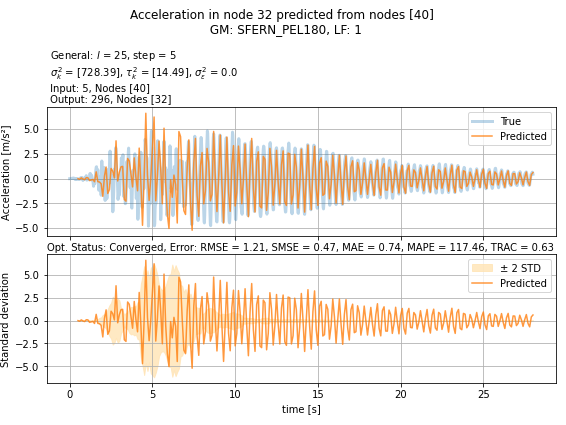 Acceleration in node 32 predicted from nodes [40]
GM: SFERN_PEL180, LF: 1
General: l = 25, step = 5
σ²ₖ = [728.39], τ²ₖ = [14.49], σ²ₑ = 0.0
Input: 5, Nodes [40]
Output: 296, Nodes [32]
Acceleration [m/s²]
5.0
2.5
0.0
−2.5
−5.0
True
Predicted
Opt. Status: Converged, Error: RMSE = 1.21, SMSE = 0.47, MAE = 0.74, MAPE = 117.46, TRAC = 0.63
Standard deviation
5.0
2.5
0.0
−2.5
−5.0
± 2 STD
Predicted
0 5 10 15 20 25
time [s]